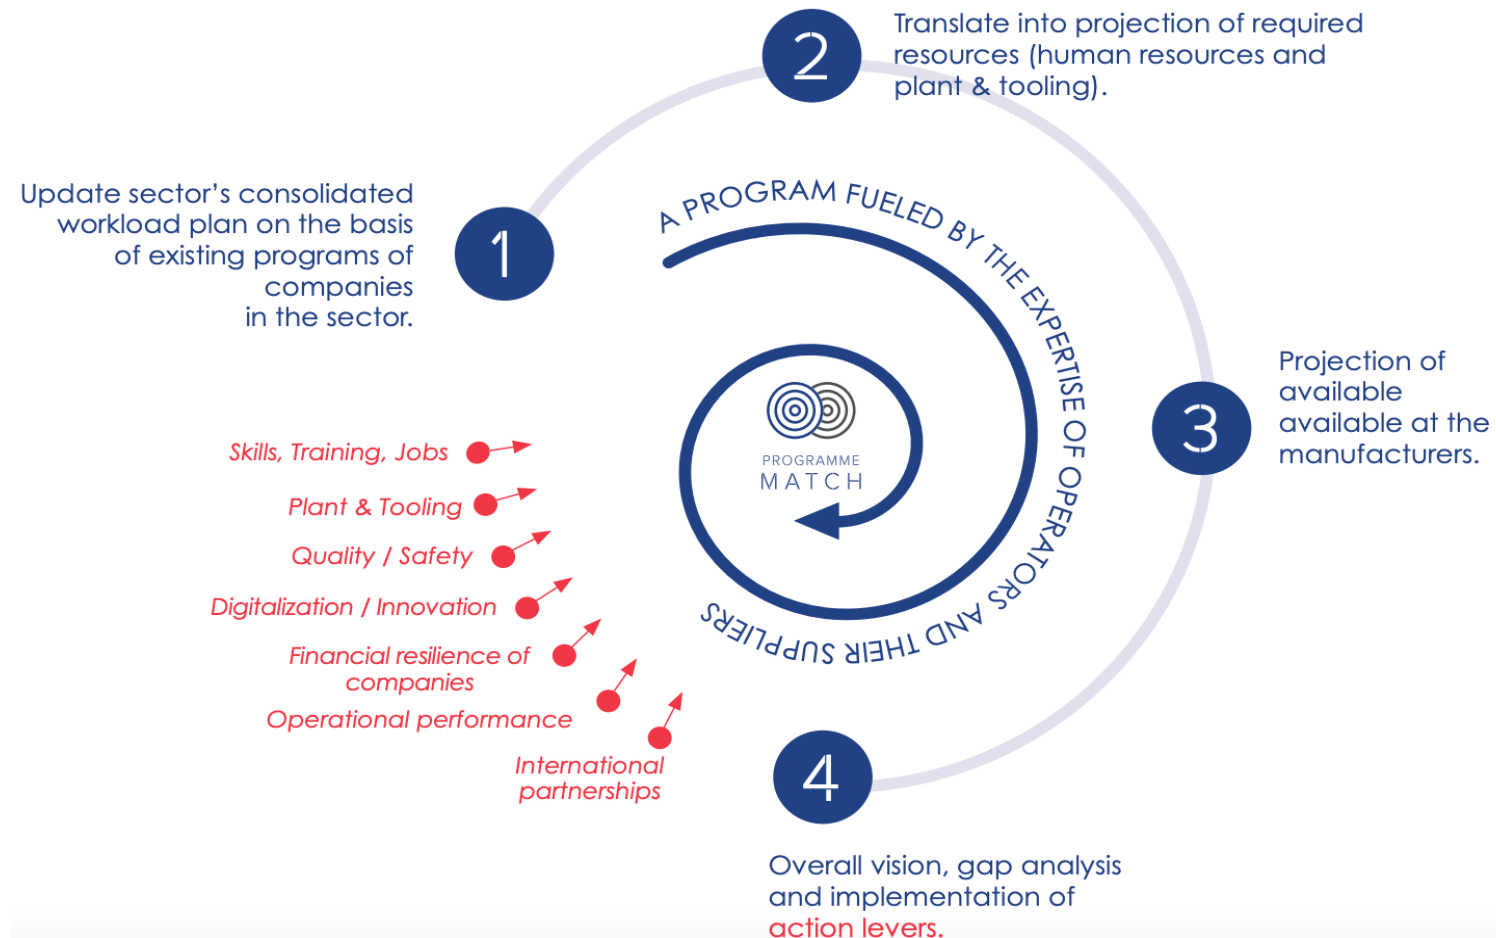 1
Update sector’s consolidated
workload plan on the basis
of existing programs of
companies
in the sector.
2
Translate into projection of required
resources (human resources and
plant & tooling).
3
Projection of
available
available at the
manufacturers.
4
Overall vision, gap analysis
and implementation of
action levers.
A PROGRAM FUELED BY THE EXPERTISE OF OPERATORS AND THEIR SUPPLIERS
PROGRAMME
MATCH
Skills, Training, Jobs
Plant & Tooling
Quality / Safety
Digitalization / Innovation
Financial resilience of
companies
Operational performance
International
partnerships